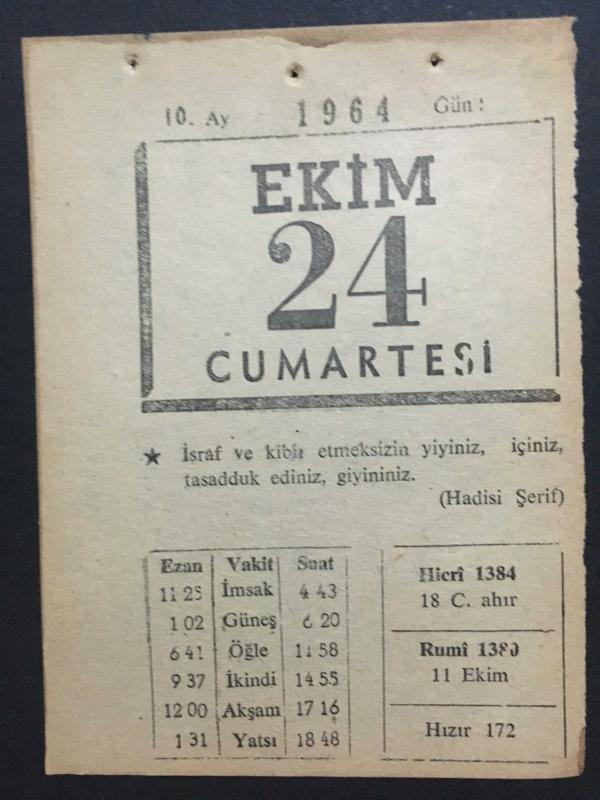 10. Ay 1964 Gün:
EKİM
24
CUMARTESİ
★ İsraf ve kibir etmeksizin yiyiniz, içiniz,
tasadduk ediniz, giyininiz.
(Hadisi Şerif)
Ezan Vakit Saat
11 25 İmsak 4 43
1 02 Güneş 6 20
6 41 Öğle 11 58
9 37 İkindi 14 55
12 00 Akşam 17 16
1 31 Yatsı 18 48
Hicrî 1384
18 C. ahır
Rumî 1380
11 Ekim
Hızır 172